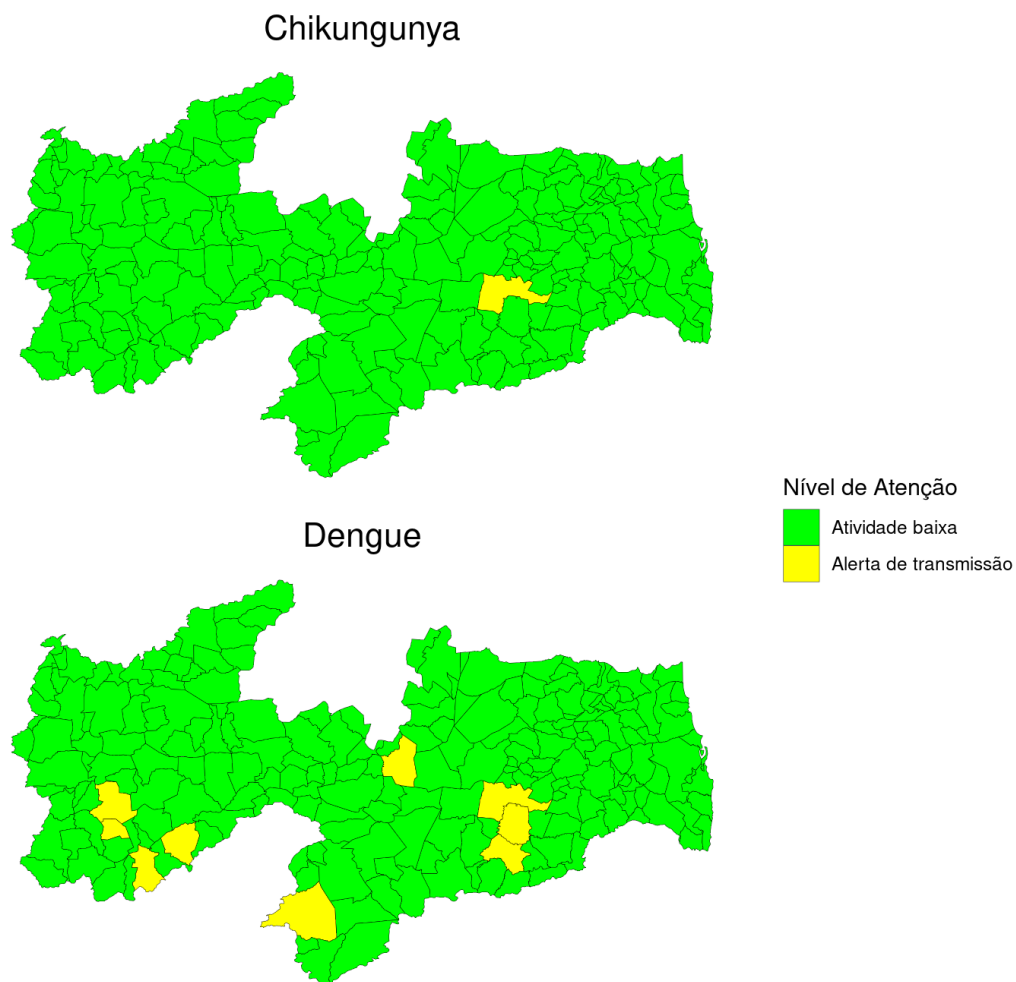 Chikungunya
Dengue
Nível de Atenção
Atividade baixa
Alerta de transmissão